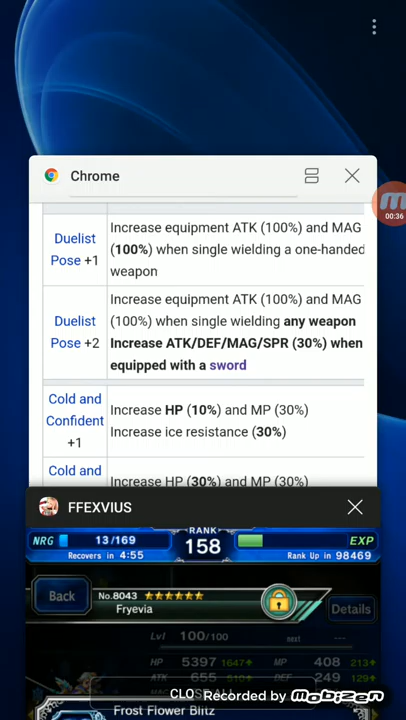 Chrome
00:36
Increase equipment ATK (100%) and MAG
Duelist
(100%) when single wielding a one-handed
Pose +1
weapon
Increase equipment ATK (100%) and MAG
Duelist
(100%) when single wielding any weapon
Pose +2
Increase ATK/DEF/MAG/SPR (30%) when
equipped with a sword
Cold and
Increase HP (10%) and MP (30%)
Confident
Increase ice resistance (30%)
+1
Cold and
Increase HP (30%) and MP (30%)
FFEXVIUS
RANK
NRG 13/169 158 EXP
Recovers in 4:55 Rank Up in 98469
Back
No.8043
Fryevia
Details
Lvl 100/100 next ---
HP 5397 1647 MP 408 213
ATK 655 510 DEF 249 129
MAG
Recorded by Mobizen
Frost Flower Blitz